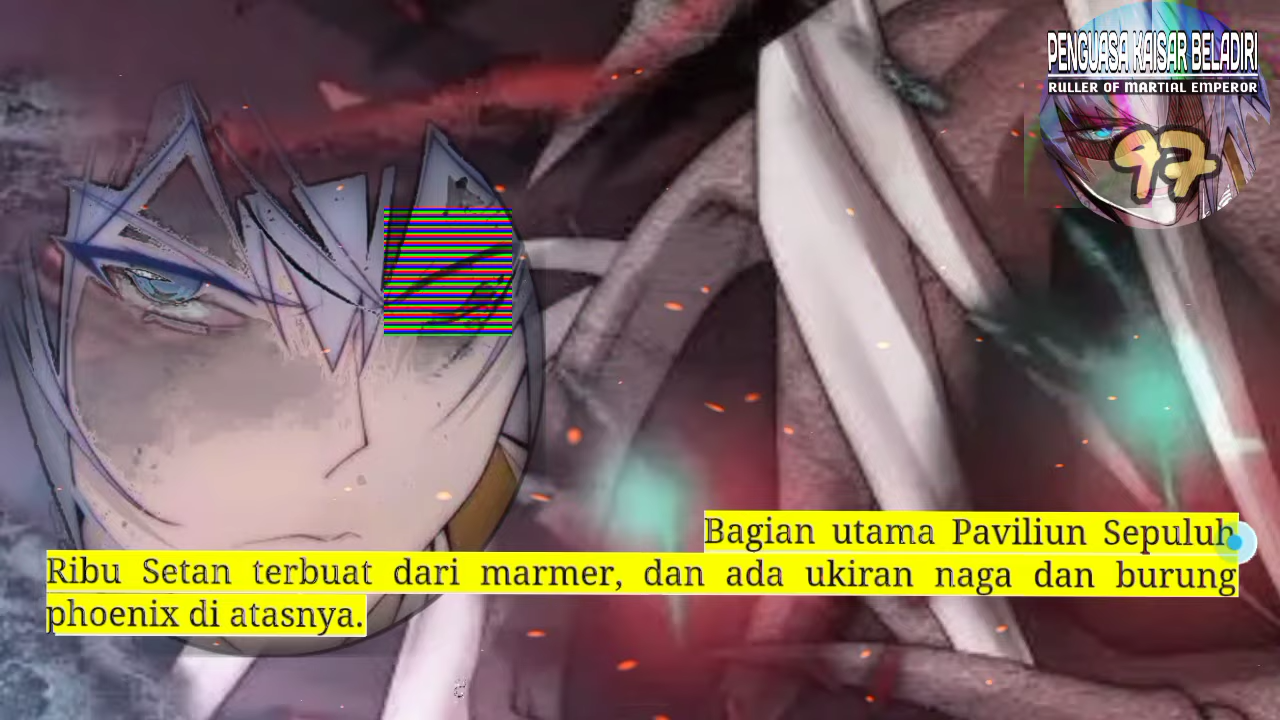 PENGUASA KAISAR BELADIRI
RULLER OF MARTIAL EMPEROR
97
Bagian utama Paviliun Sepuluh
Ribu Setan terbuat dari marmer, dan ada ukiran naga dan burung
phoenix di atasnya.